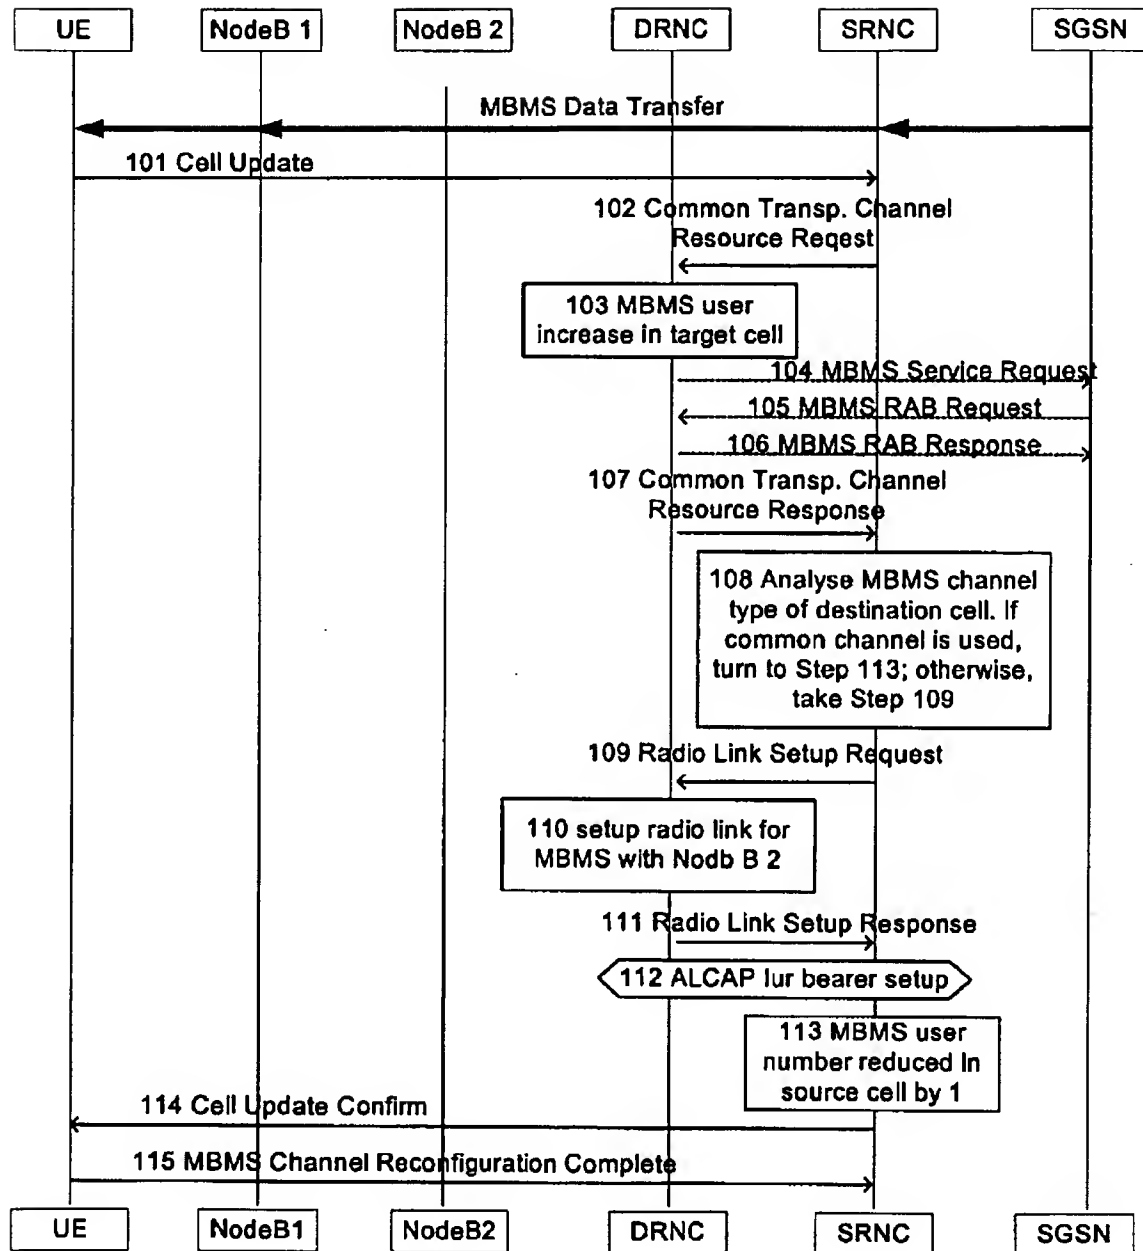 UE NodeB 1 NodeB 2 DRNC SRNC SGSN
MBMS Data Transfer
101 Cell Update
102 Common Transp. Channel
Resource Reqest
103 MBMS user
increase in target cell
104 MBMS Service Request
105 MBMS RAB Request
106 MBMS RAB Response
107 Common Transp. Channel
Resource Response
108 Analyse MBMS channel
type of destination cell. If
common channel is used,
turn to Step 113; otherwise,
take Step 109
109 Radio Link Setup Request
110 setup radio link for
MBMS with Nodb B 2
111 Radio Link Setup Response
112 ALCAP Iur bearer setup
113 MBMS user
number reduced In
source cell by 1
114 Cell Update Confirm
115 MBMS Channel Reconfiguration Complete
UE NodeB1 NodeB2 DRNC SRNC SGSN